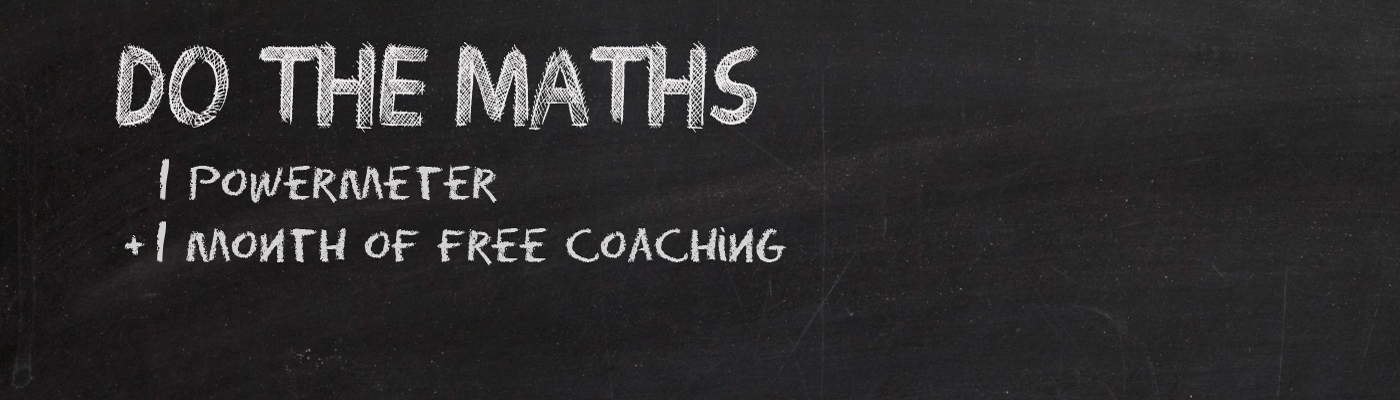 DO THE MATHS
1 POWERMETER
+1 MONTH OF FREE COACHING